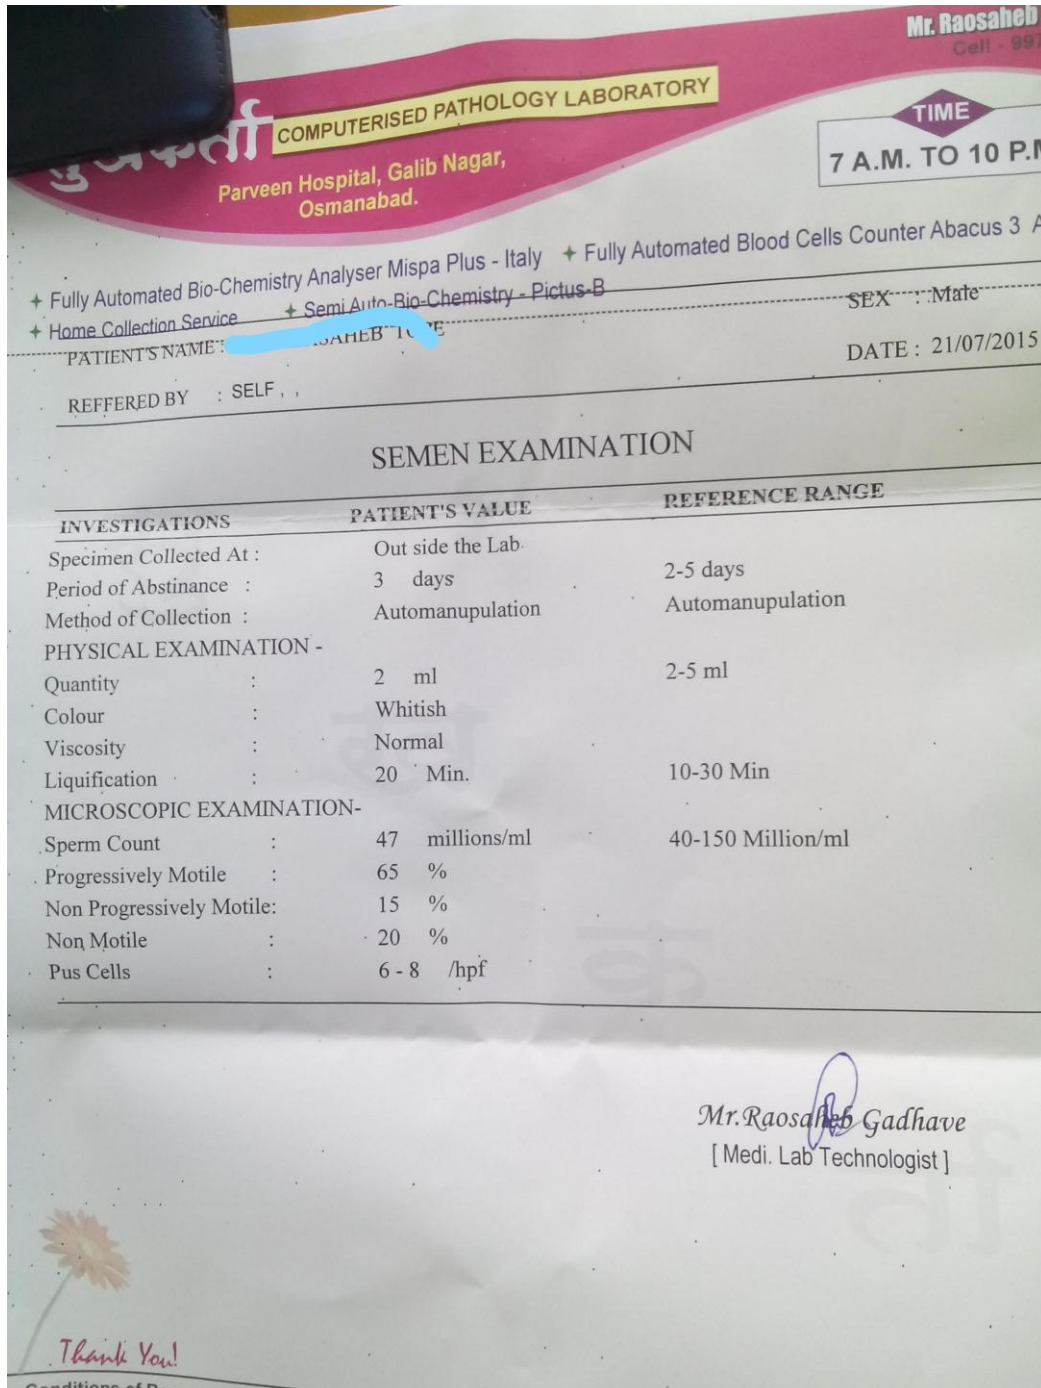 Mr. Raosaheb
Cell - 997
COMPUTERISED PATHOLOGY LABORATORY
Parveen Hospital, Galib Nagar,
Osmanabad.
TIME
7 A.M. TO 10 P.M
+ Fully Automated Bio-Chemistry Analyser Mispa Plus - Italy + Fully Automated Blood Cells Counter Abacus 3
+ Home Collection Service + Semi Auto-Bio-Chemistry - Pictus-B
PATIENT'S NAME :
SEX : Male
REFFERED BY : SELF , ,
DATE : 21/07/2015
SEMEN EXAMINATION
INVESTIGATIONS PATIENT'S VALUE REFERENCE RANGE
Specimen Collected At : Out side the Lab.
Period of Abstinance : 3 days 2-5 days
Method of Collection : Automanupulation Automanupulation
PHYSICAL EXAMINATION -
Quantity : 2 ml 2-5 ml
Colour : Whitish
Viscosity : Normal
Liquification : 20 Min. 10-30 Min
MICROSCOPIC EXAMINATION-
Sperm Count : 47 millions/ml 40-150 Million/ml
Progressively Motile : 65 %
Non Progressively Motile: 15 %
Non Motile : 20 %
Pus Cells : 6 - 8 /hpf
Mr.Raosaheb Gadhave
[ Medi. Lab Technologist ]
Thank You!